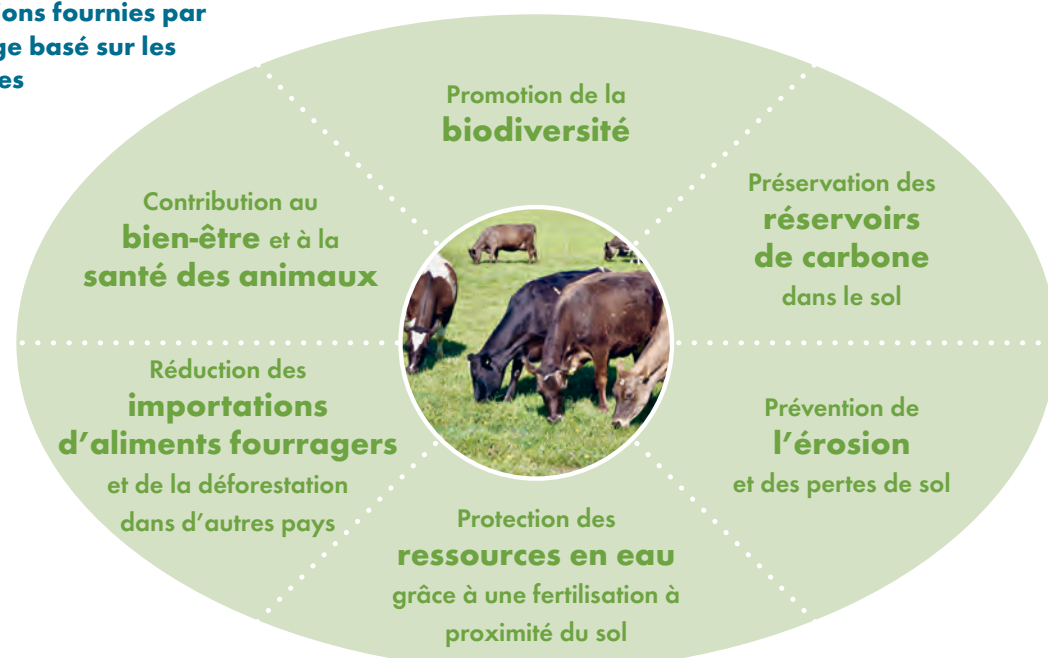 ions fournies par
ge basé sur les
es
Promotion de la
biodiversité
Préservation des
réservoirs
de carbone
dans le sol
Prévention de
l'érosion
et des pertes de sol
Protection des
ressources en eau
grâce à une fertilisation à
proximité du sol
Réduction des
importations
d'aliments fourragers
et de la déforestation
dans d'autres pays
Contribution au
bien-être et à la
santé des animaux